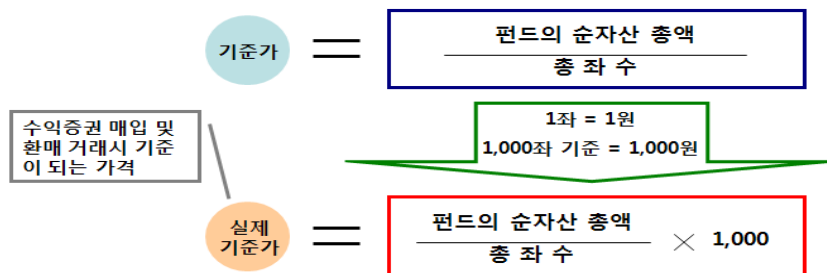 기준가
=
펀드의 순자산 총액
총 좌 수
수익증권 매입 및
환매 거래시 기준
이 되는 가격
1좌 = 1원
1,000좌 기준 = 1,000원
실제
기준가
=
펀드의 순자산 총액
총 좌 수
× 1,000